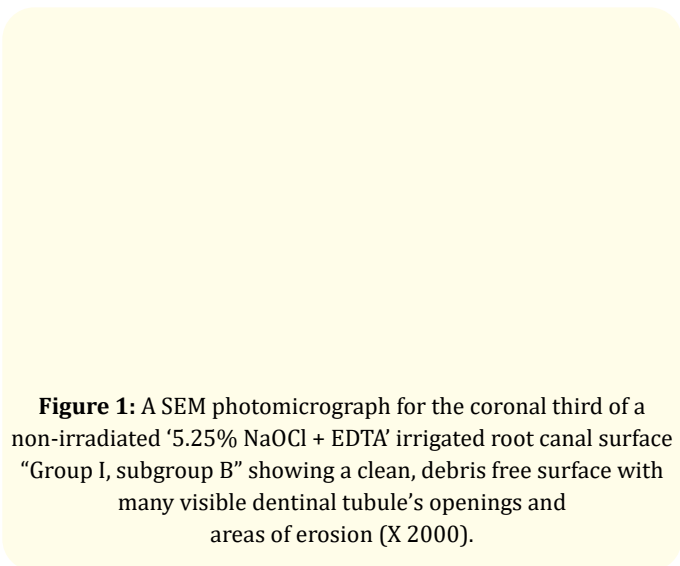 Figure 1: A SEM photomicrograph for the coronal third of a
non-irradiated ‘5.25% NaOCl + EDTA’ irrigated root canal surface
“Group I, subgroup B” showing a clean, debris free surface with
many visible dentinal tubule’s openings and
areas of erosion (X 2000).